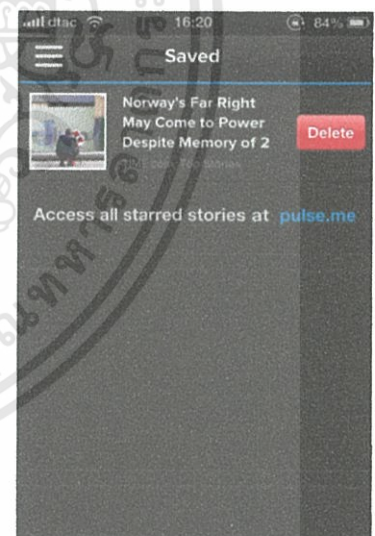 dtac 16:20 84%
Saved
Norway's Far Right
May Come to Power
Despite Memory of 2
Delete
Access all starred stories at pulse.me